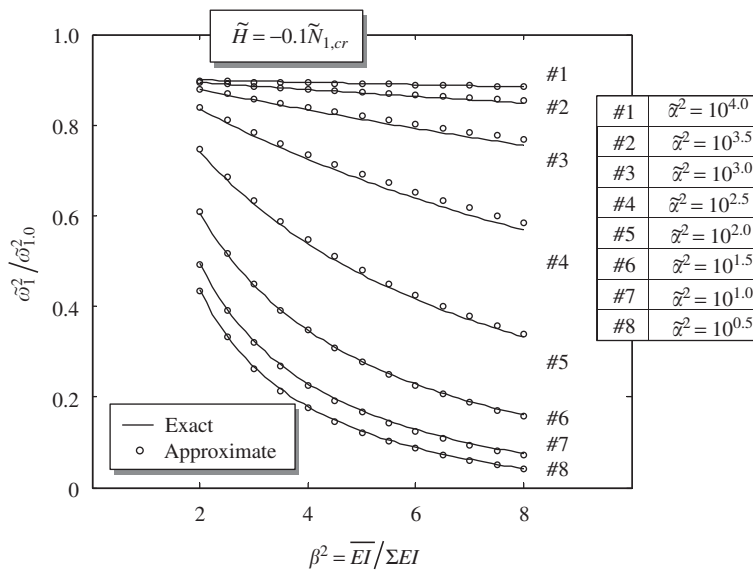 H̃ = −0.1Ñ1,cr
1.0
0.8
0.6
0.4
0.2
0
ω̃₁²/ω̃²1.0
#1
#2
#3
#4
#5
#6
#7
#8
Exact
Approximate
2
4
6
8
10
β² = E̅I̅/ΣEI
#1 α̃² = 10^4.0
#2 α̃² = 10^3.5
#3 α̃² = 10^3.0
#4 α̃² = 10^2.5
#5 α̃² = 10^2.0
#6 α̃² = 10^1.5
#7 α̃² = 10^1.0
#8 α̃² = 10^0.5